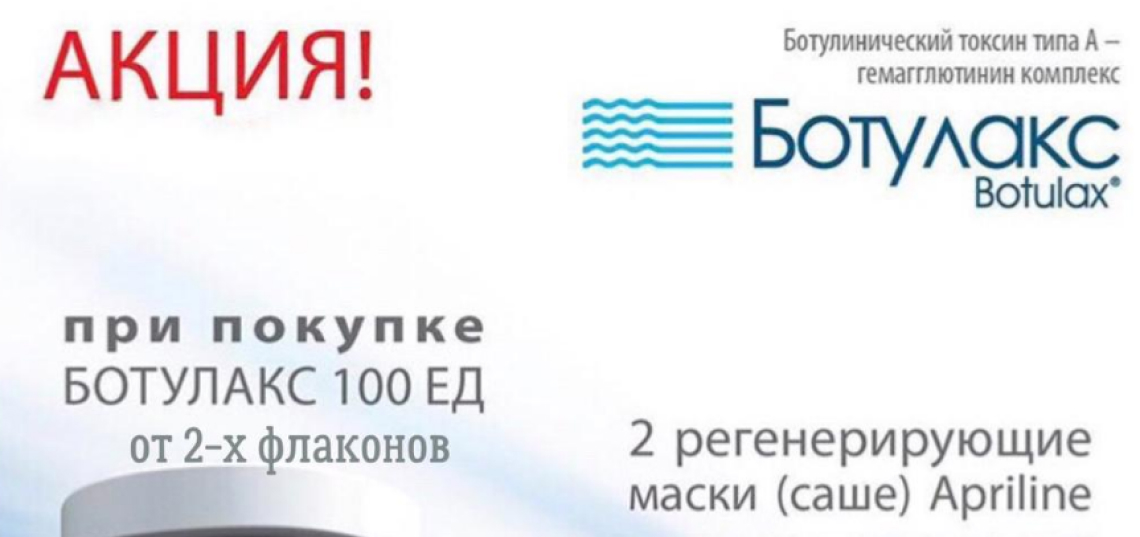 АКЦИЯ!
Ботулинический токсин типа А –
гемагглютинин комплекс
Ботулакс
Botulax®
при покупке
БОТУЛАКС 100 ЕД
от 2-х флаконов
2 регенерирующие
маски (саше) Apriline